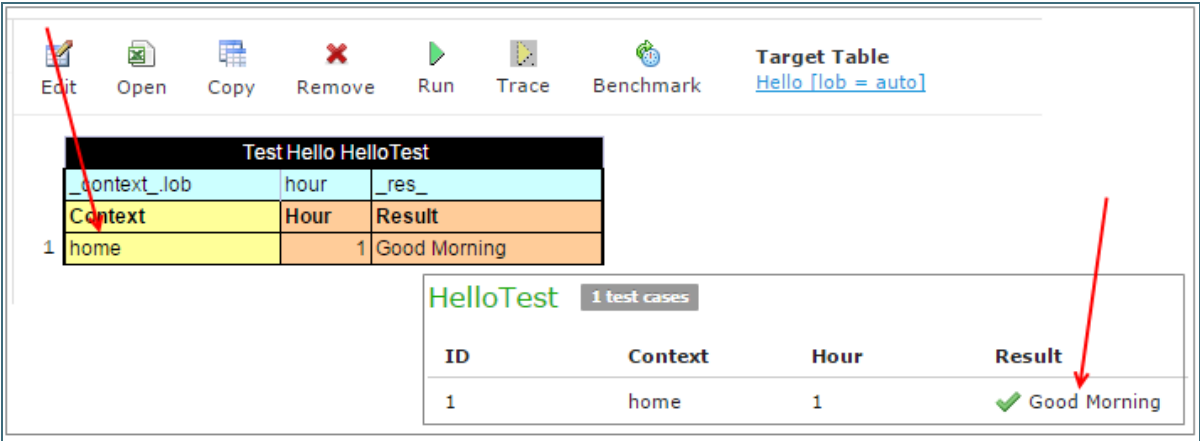 Edit Open Copy Remove Run Trace Benchmark
Target Table
Hello [lob = auto]
Test Hello HelloTest
_context_.lob hour _res_
Context Hour Result
1 home 1 Good Morning
HelloTest 1 test cases
ID Context Hour Result
1 home 1 Good Morning